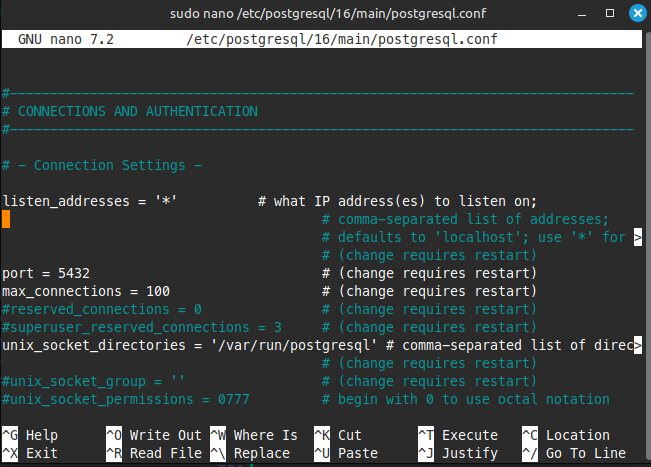 sudo nano /etc/postgresql/16/main/postgresql.conf
GNU nano 7.2 /etc/postgresql/16/main/postgresql.conf
#------------------------------------------------------------------------------
# CONNECTIONS AND AUTHENTICATION
#------------------------------------------------------------------------------
# - Connection Settings -
listen_addresses = '*' # what IP address(es) to listen on;
# comma-separated list of addresses;
# defaults to 'localhost'; use '*' for >
# (change requires restart)
port = 5432 # (change requires restart)
max_connections = 100 # (change requires restart)
#reserved_connections = 0 # (change requires restart)
#superuser_reserved_connections = 3 # (change requires restart)
unix_socket_directories = '/var/run/postgresql' # comma-separated list of direc>
# (change requires restart)
#unix_socket_group = '' # (change requires restart)
#unix_socket_permissions = 0777 # begin with 0 to use octal notation
^G Help ^O Write Out ^W Where Is ^K Cut ^T Execute ^C Location
^X Exit ^R Read File ^\ Replace ^U Paste ^J Justify ^/ Go To Line